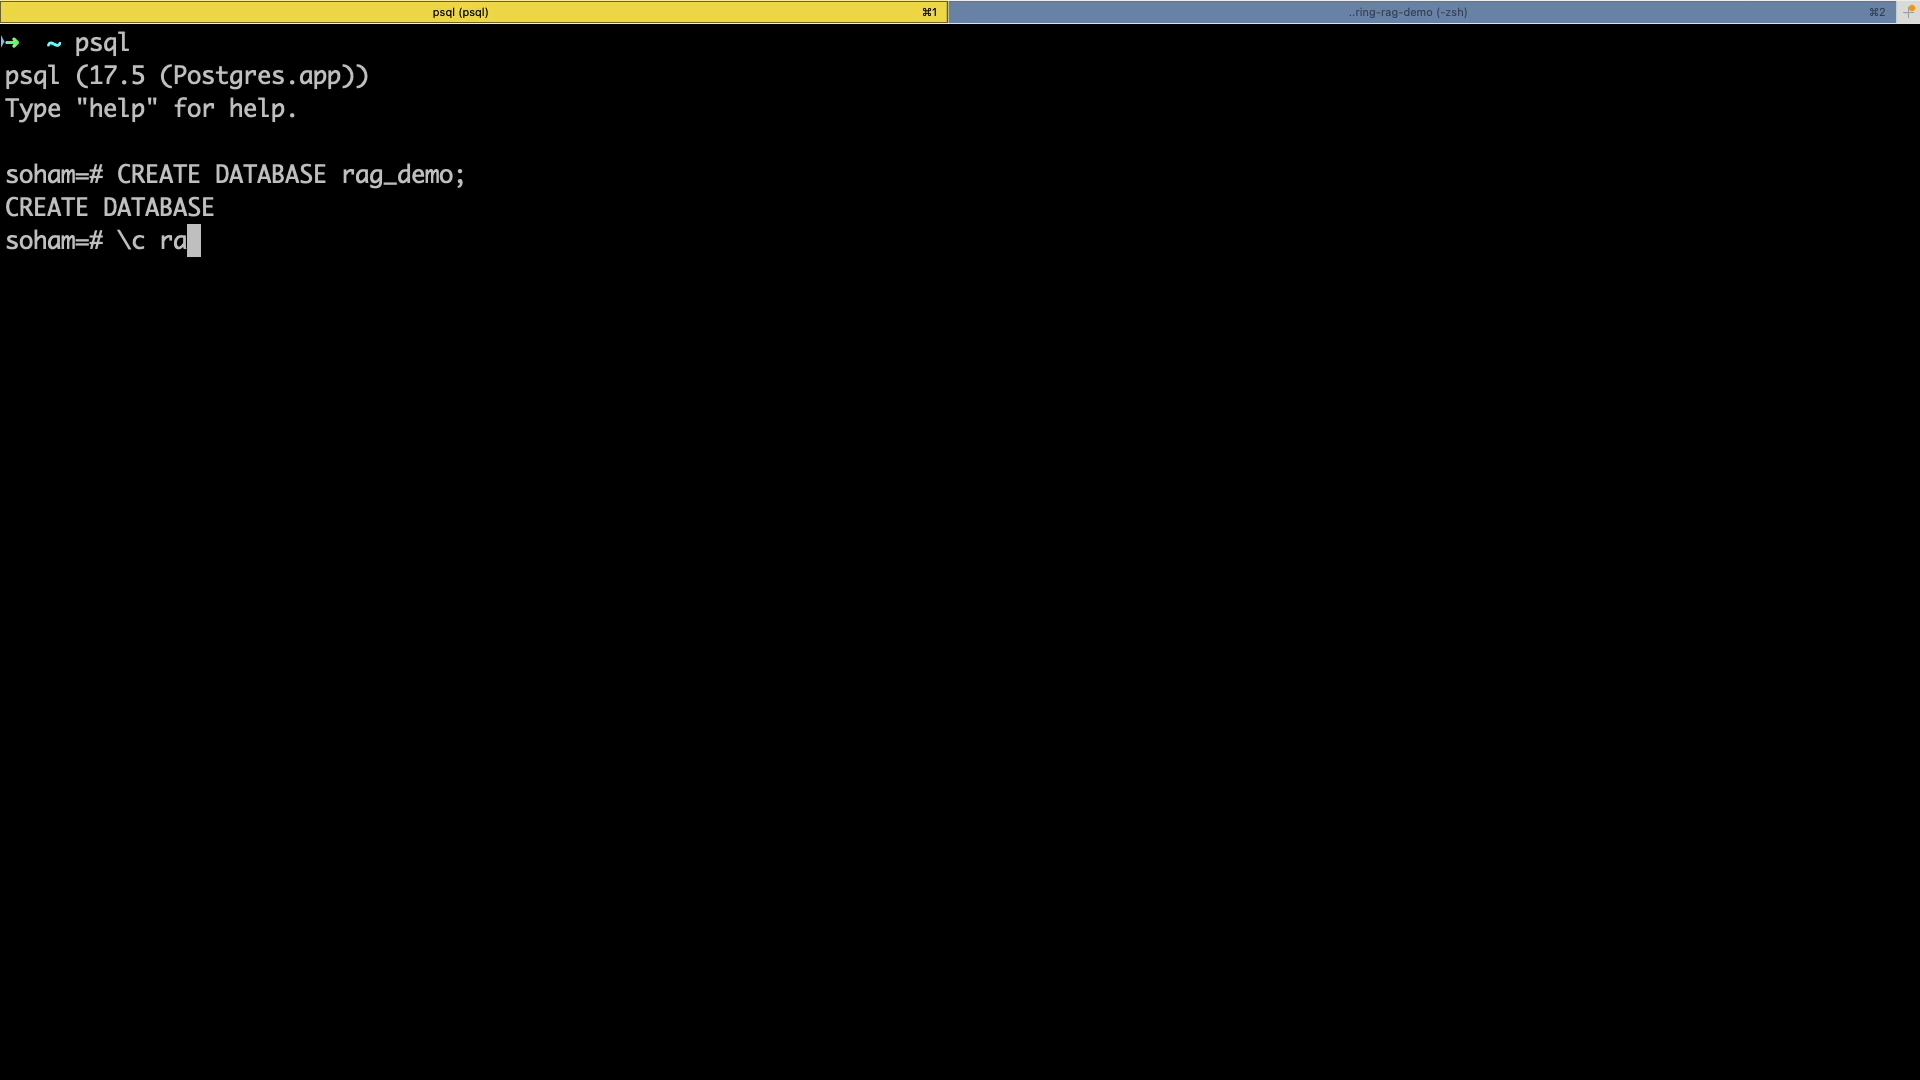 psql (psql) ⌘1 ..ring-rag-demo (-zsh) ⌘2
➜ ~ psql
psql (17.5 (Postgres.app))
Type "help" for help.
soham=# CREATE DATABASE rag_demo;
CREATE DATABASE
soham=# \c ra